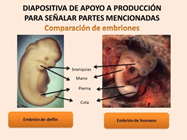 DIAPOSITIVA DE APOYO A PRODUCCIÓN
PARA SEÑALAR PARTES MENCIONADAS
Comparación de embriones
branquias
Mano
Pierna
Cola
Embrión de delfín
Embrión de humano